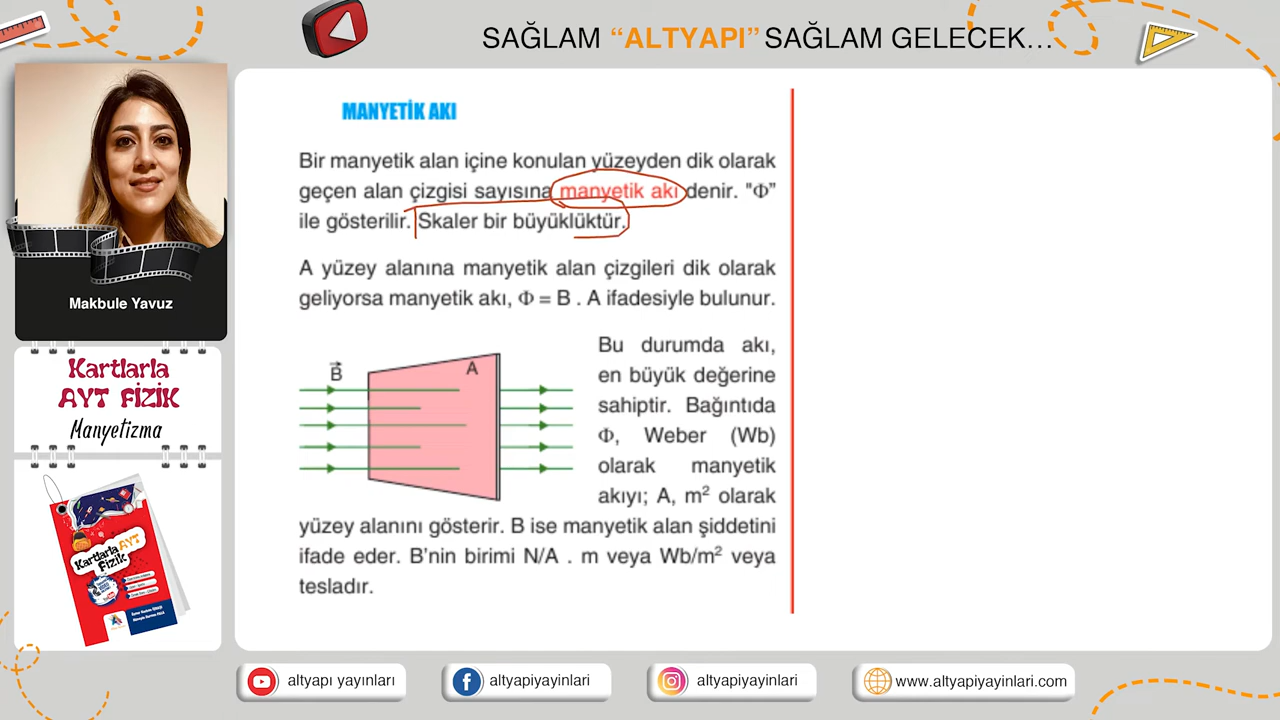 SAĞLAM “ALTYAPI” SAĞLAM GELECEK...
Makbule Yavuz
Kartlarla
AYT FİZİK
Manyetizma
Kartlarla AYT
Fizik
MANYETİK AKI
Bir manyetik alan içine konulan yüzeyden dik olarak
geçen alan çizgisi sayısına manyetik akı denir. "Φ”
ile gösterilir. Skaler bir büyüklüktür.
A yüzey alanına manyetik alan çizgileri dik olarak
geliyorsa manyetik akı, Φ = B . A ifadesiyle bulunur.
B⃗
A
Bu durumda akı,
en büyük değerine
sahiptir. Bağıntıda
Φ, Weber (Wb)
olarak manyetik
akıyı; A, m² olarak
yüzey alanını gösterir. B ise manyetik alan şiddetini
ifade eder. B’nin birimi N/A . m veya Wb/m² veya
tesladır.
altyapı yayınları
altyapiyayinlari
altyapiyayinlari
www.altyapiyayinlari.com